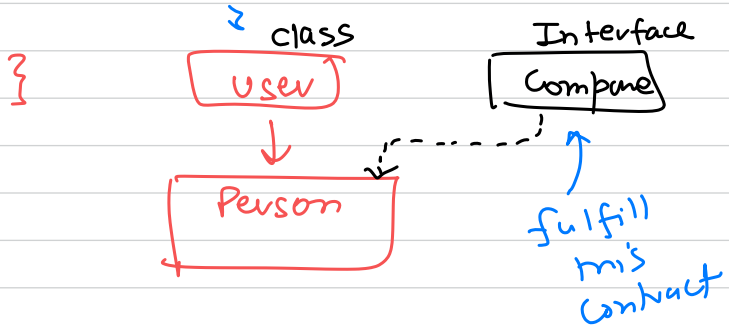 }
class
Interface
}
User
Compare
Person
fulfill
this
contract